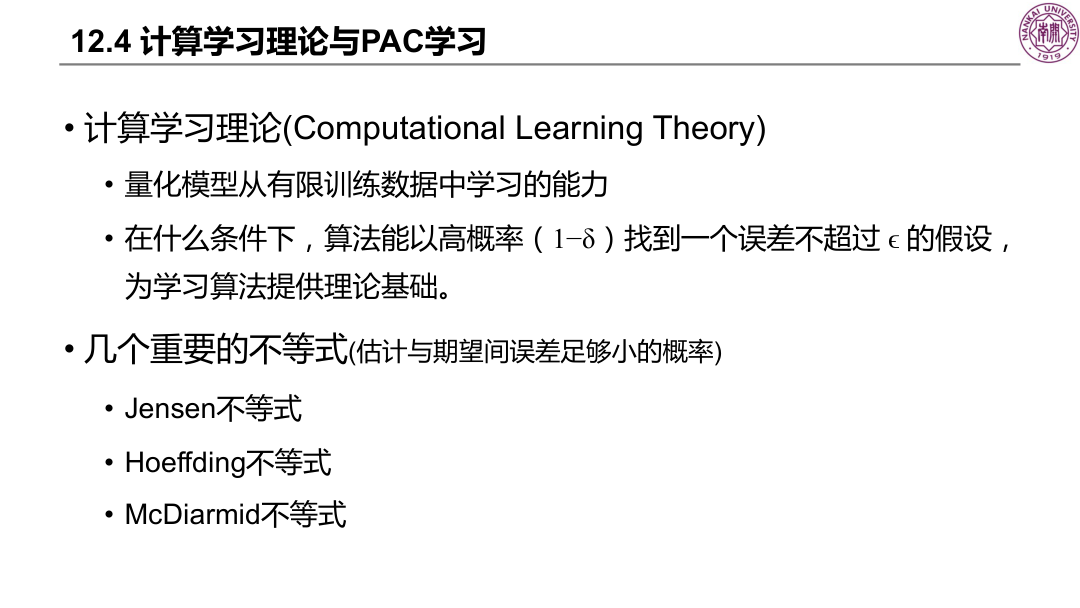 12.4 计算学习理论与PAC学习
NANKAI UNIVERSITY
南开
1919
• 计算学习理论(Computational Learning Theory)
• 量化模型从有限训练数据中学习的能力
• 在什么条件下，算法能以高概率（1−δ）找到一个误差不超过 ϵ 的假设，
为学习算法提供理论基础。
• 几个重要的不等式(估计与期望间误差足够小的概率)
• Jensen不等式
• Hoeffding不等式
• McDiarmid不等式